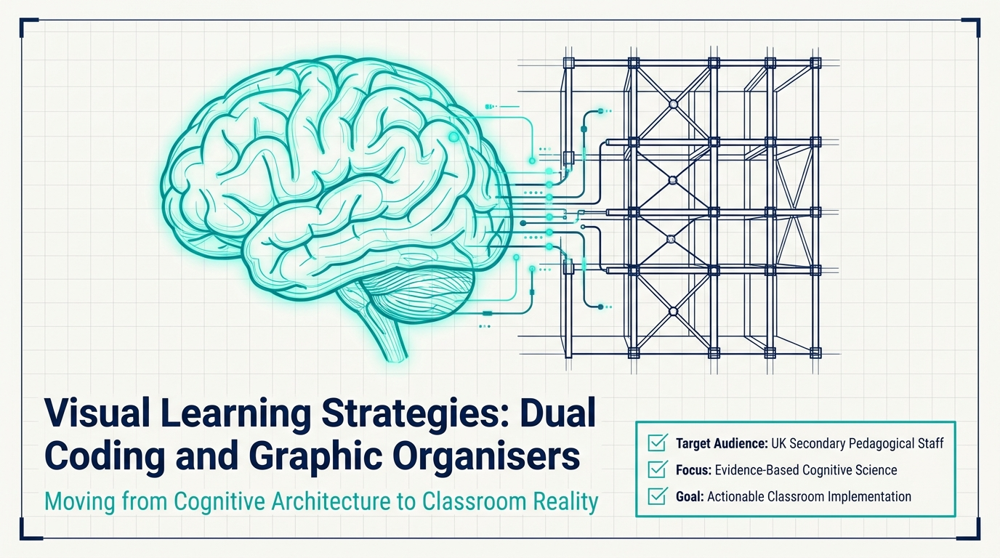 Visual Learning Strategies: Dual
Coding and Graphic Organisers
Moving from Cognitive Architecture to Classroom Reality
Target Audience: UK Secondary Pedagogical Staff
Focus: Evidence-Based Cognitive Science
Goal: Actionable Classroom Implementation